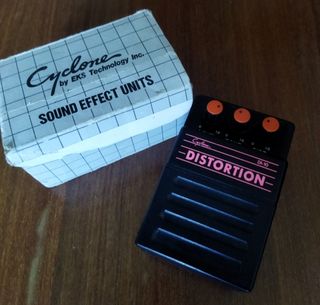 Cyclone
by EKS Technology Inc.
SOUND EFFECT UNITS
Cyclone
DISTORTION